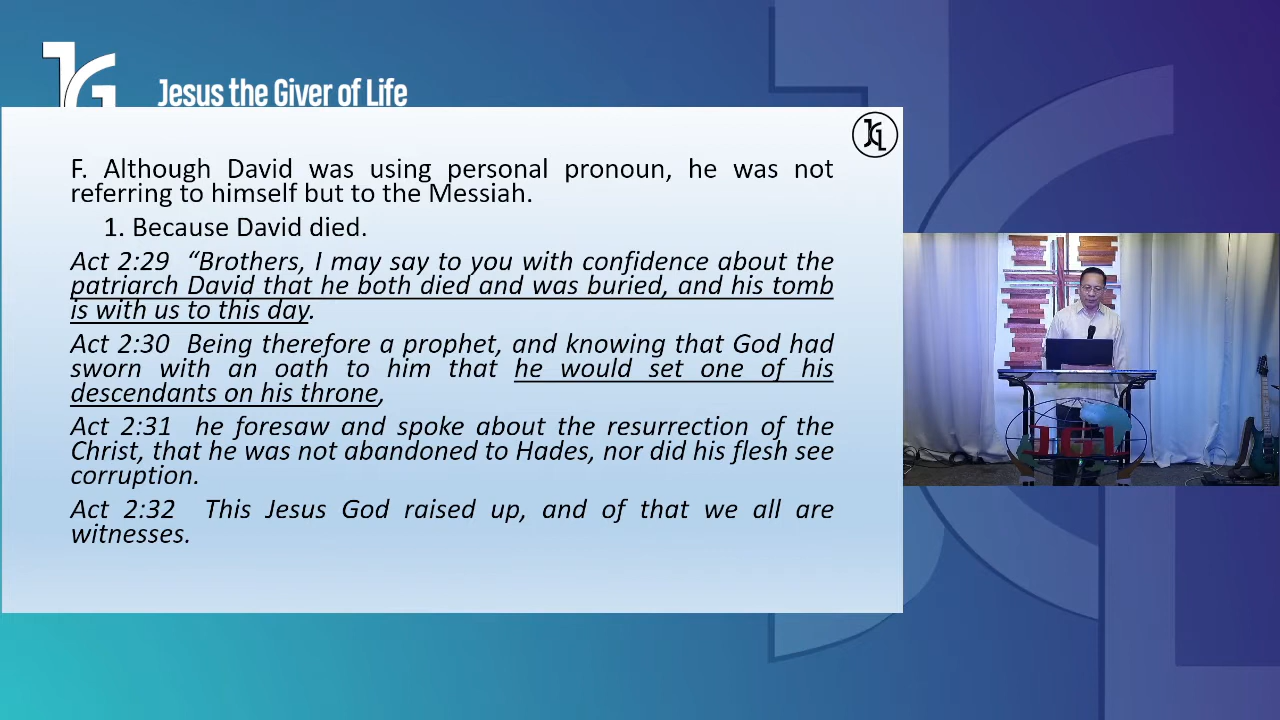 Jesus the Giver of Life
F. Although David was using personal pronoun, he was not
referring to himself but to the Messiah.
1. Because David died.
Act 2:29 “Brothers, I may say to you with confidence about the
patriarch David that he both died and was buried, and his tomb
is with us to this day.
Act 2:30 Being therefore a prophet, and knowing that God had
sworn with an oath to him that he would set one of his
descendants on his throne,
Act 2:31 he foresaw and spoke about the resurrection of the
Christ, that he was not abandoned to Hades, nor did his flesh see
corruption.
Act 2:32 This Jesus God raised up, and of that we all are
witnesses.
JGL